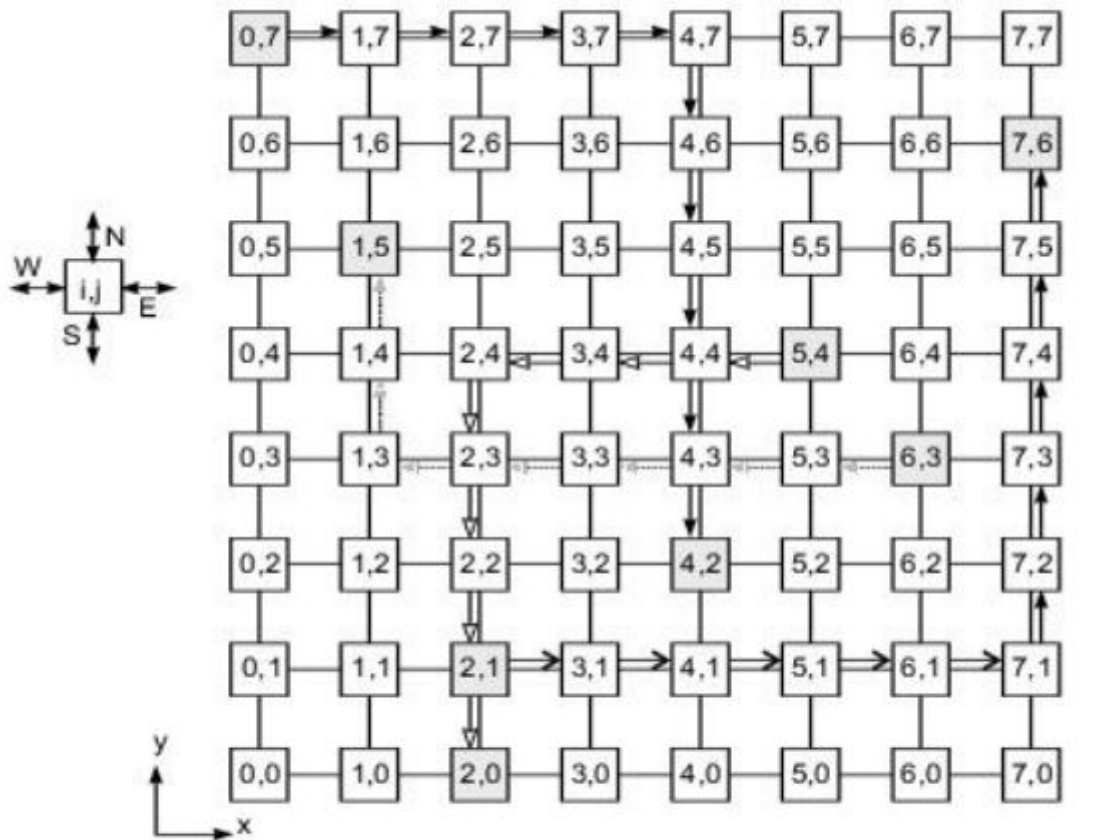 0,7 1,7 2,7 3,7 4,7 5,7 6,7 7,7
0,6 1,6 2,6 3,6 4,6 5,6 6,6 7,6
0,5 1,5 2,5 3,5 4,5 5,5 6,5 7,5
N
W
i,j
E
S
0,4 1,4 2,4 3,4 4,4 5,4 6,4 7,4
0,3 1,3 2,3 3,3 4,3 5,3 6,3 7,3
0,2 1,2 2,2 3,2 4,2 5,2 6,2 7,2
0,1 1,1 2,1 3,1 4,1 5,1 6,1 7,1
y
0,0 1,0 2,0 3,0 4,0 5,0 6,0 7,0
x